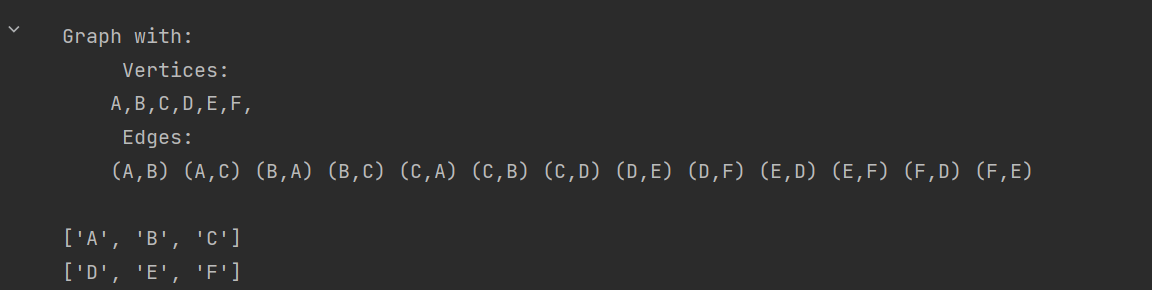 Graph with:
Vertices:
A,B,C,D,E,F,
Edges:
(A,B) (A,C) (B,A) (B,C) (C,A) (C,B) (C,D) (D,E) (D,F) (E,D) (E,F) (F,D) (F,E)
['A', 'B', 'C']
['D', 'E', 'F']